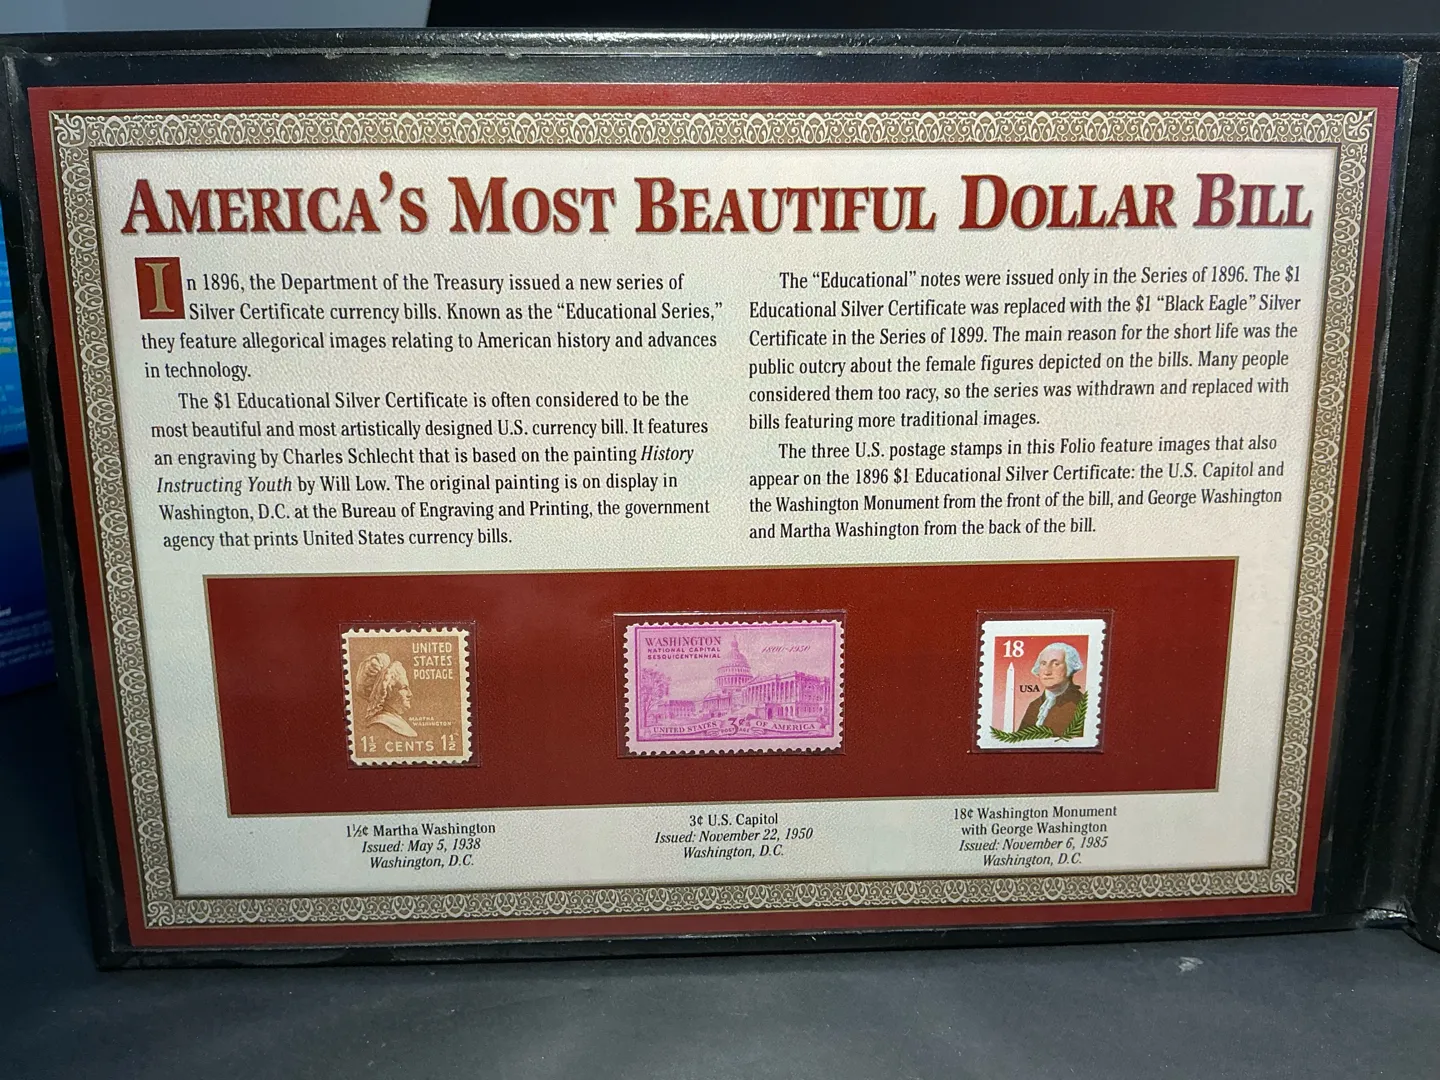 AMERICA'S MOST BEAUTIFUL DOLLAR BILL
In 1896, the Department of the Treasury issued a new series of
Silver Certificate currency bills. Known as the “Educational Series,”
they feature allegorical images relating to American history and advances
in technology.
The $1 Educational Silver Certificate is often considered to be the
most beautiful and most artistically designed U.S. currency bill. It features
an engraving by Charles Schlecht that is based on the painting History
Instructing Youth by Will Low. The original painting is on display in
Washington, D.C. at the Bureau of Engraving and Printing, the government
agency that prints United States currency bills.
The “Educational” notes were issued only in the Series of 1896. The $1
Educational Silver Certificate was replaced with the $1 “Black Eagle” Silver
Certificate in the Series of 1899. The main reason for the short life was the
public outcry about the female figures depicted on the bills. Many people
considered them too racy, so the series was withdrawn and replaced with
bills featuring more traditional images.
The three U.S. postage stamps in this Folio feature images that also
appear on the 1896 $1 Educational Silver Certificate: the U.S. Capitol and
the Washington Monument from the front of the bill, and George Washington
and Martha Washington from the back of the bill.
UNITED
STATES
POSTAGE
MARTHA
WASHINGTON
1½ CENTS 1½
WASHINGTON
NATIONAL CAPITAL
SESQUICENTENNIAL
1800-1950
UNITED STATES 3¢ OF AMERICA
POSTAGE
18
USA
1½¢ Martha Washington
Issued: May 5, 1938
Washington, D.C.
3¢ U.S. Capitol
Issued: November 22, 1950
Washington, D.C.
18¢ Washington Monument
with George Washington
Issued: November 6, 1985
Washington, D.C.